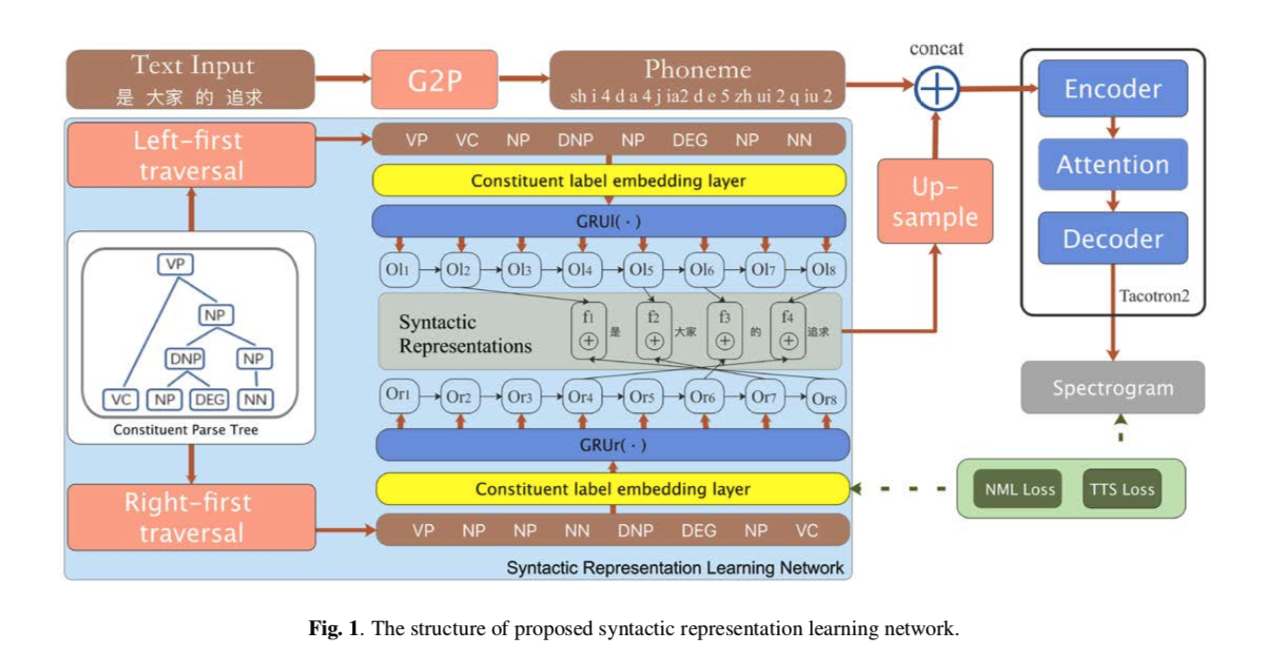 Text Input
是 大家 的 追求
G2P
Phoneme
sh i 4 d a 4 j ia2 d e 5 zh ui 2 q iu 2
concat
Encoder
Attention
Decoder
Tacotron2
Up-
sample
Spectrogram
NML Loss TTS Loss
Left-first
traversal
VP VC NP DNP NP DEG NP NN
Constituent label embedding layer
GRUl( · )
Ol1 Ol2 Ol3 Ol4 Ol5 Ol6 Ol7 Ol8
VP
NP
DNP NP
VC NP DEG NN
Constituent Parse Tree
Syntactic
Representations
f1 是 f2 大家 f3 的 f4 追求
Or1 Or2 Or3 Or4 Or5 Or6 Or7 Or8
GRUr( · )
Constituent label embedding layer
Right-first
traversal
VP NP NP NN DNP DEG NP VC
Syntactic Representation Learning Network
Fig. 1. The structure of proposed syntactic representation learning network.